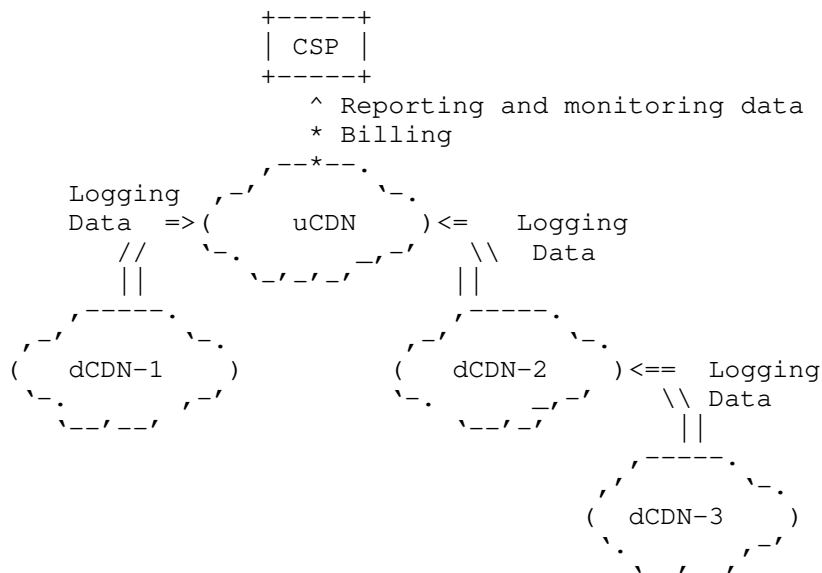 CSP
^ Reporting and monitoring data
* Billing
Logging
Data => uCDN <= Logging
Data
dCDN-1 dCDN-2 <== Logging
Data
dCDN-3